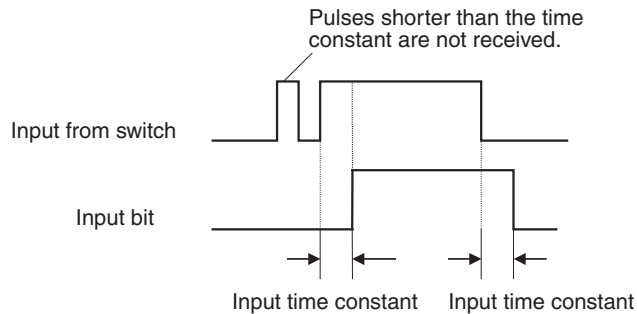 Pulses shorter than the time
constant are not received.
Input from switch
Input bit
Input time constant
Input time constant